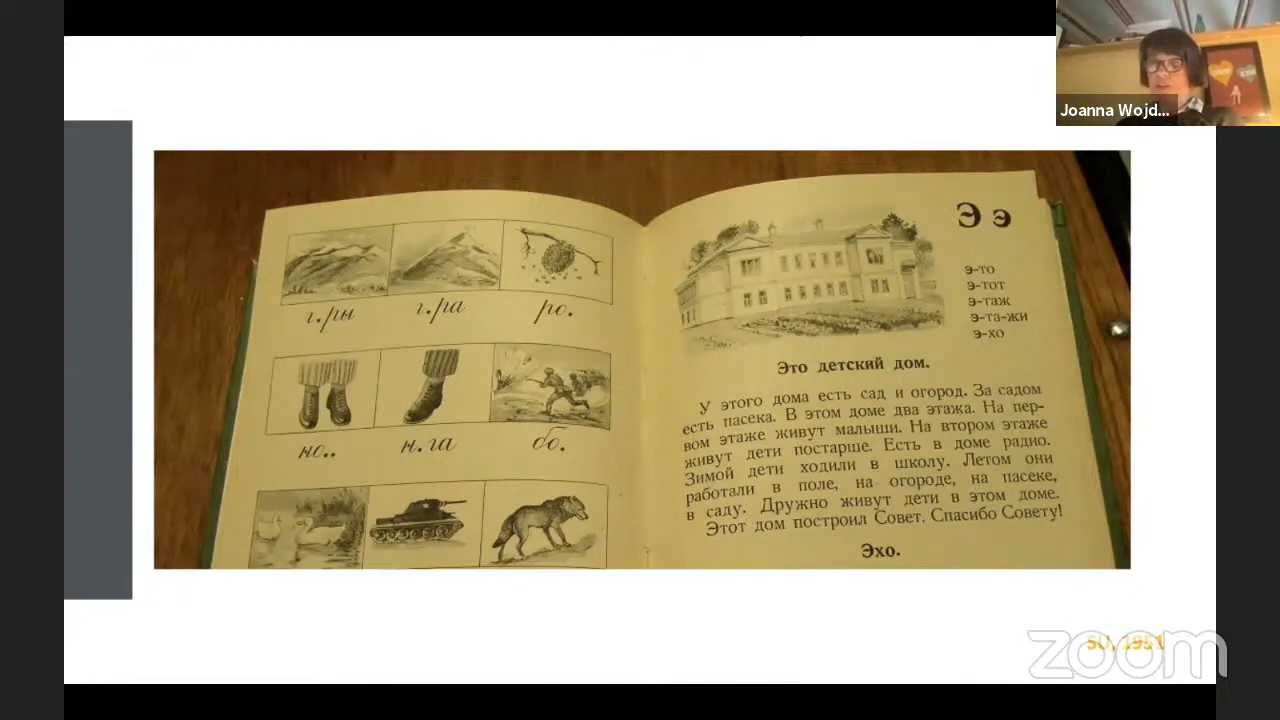 Joanna Wojd...
г.ры
г.ра
ро.
но..
н.га
бо.
Э э
э-то
э-тот
э-таж
э-та-жи
э-хо
Это детский дом.
У этого дома есть сад и огород. За садом
есть пасека. В этом доме два этажа. На пер-
вом этаже живут малыши. На втором этаже
живут дети постарше. Есть в доме радио.
Зимой дети ходили в школу. Летом они
работали в поле, на огороде, на пасеке,
в саду. Дружно живут дети в этом доме.
Этот дом построил Совет. Спасибо Совету!
Эхо.
SU, 1951
zoom